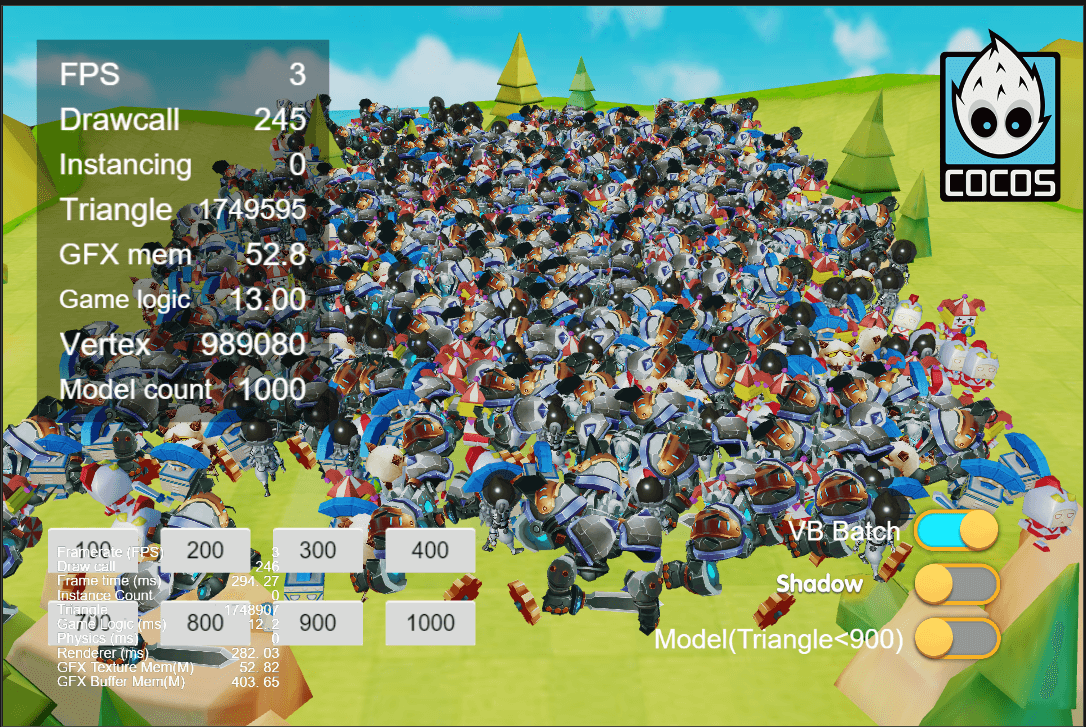 FPS 3
Drawcall 245
Instancing 0
Triangle 1749595
GFX mem 52.8
Game logic 13.00
Vertex 989080
Model count 1000
COCOS
VB Batch
Shadow
Model(Triangle<900)
100 200 300 400
800 900 1000
Framerate (FPS) 3
Draw call 246
Frame time (ms) 294. 27
Instance Count 0
Triangle 1748907
Game Logic (ms) 12. 2
Physics (ms) 0
Renderer (ms) 282. 03
GFX Texture Mem(M) 52. 82
GFX Buffer Mem(M) 403. 65